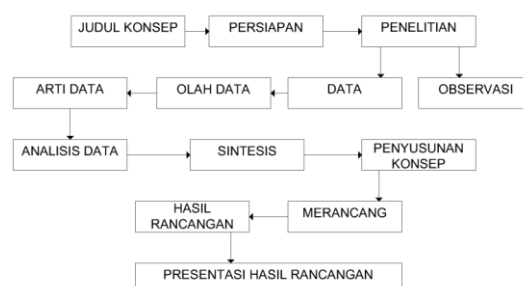 JUDUL KONSEP
PERSIAPAN
PENELITIAN
ARTI DATA
OLAH DATA
DATA
OBSERVASI
ANALISIS DATA
SINTESIS
PENYUSUNAN
KONSEP
HASIL
RANCANGAN
MERANCANG
PRESENTASI HASIL RANCANGAN